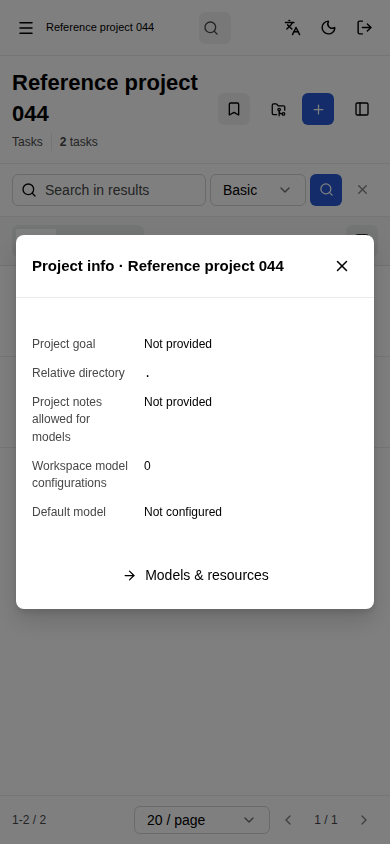 Reference project 044
Reference project
044
Tasks
2 tasks
Search in results
Basic
Project info · Reference project 044
Project goal
Not provided
Relative directory
.
Project notes
allowed for
models
Not provided
Workspace model
configurations
0
Default model
Not configured
Models & resources
1-2 / 2
20 / page
1 / 1